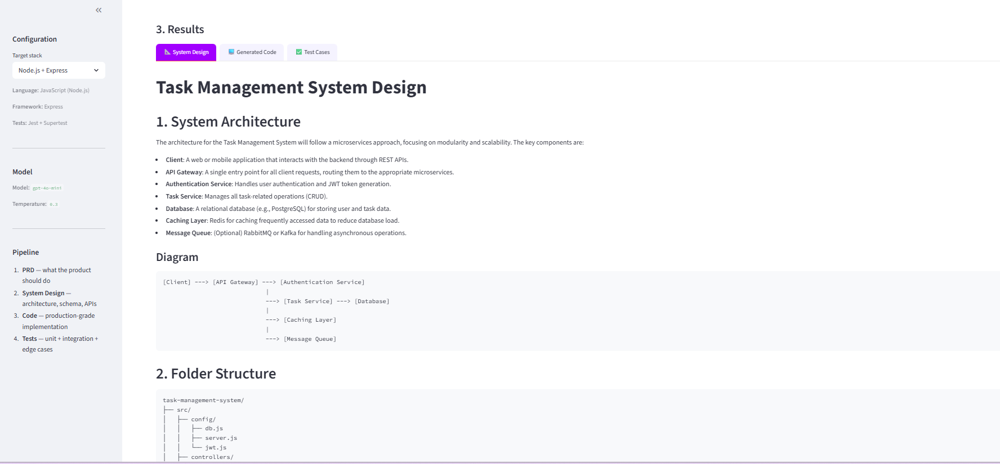 Configuration
Target stack
Node.js + Express
Language: JavaScript (Node.js)
Framework: Express
Tests: Jest + Supertest
Model
Model: gpt-4o-mini
Temperature: 0.3
Pipeline
1. PRD — what the product
should do
2. System Design —
architecture, schema, APIs
3. Code — production-grade
implementation
4. Tests — unit + integration +
edge cases
3. Results
System Design
Generated Code
Test Cases
Task Management System Design
1. System Architecture
The architecture for the Task Management System will follow a microservices approach, focusing on modularity and scalability. The key components are:
• Client: A web or mobile application that interacts with the backend through REST APIs.
• API Gateway: A single entry point for all client requests, routing them to the appropriate microservices.
• Authentication Service: Handles user authentication and JWT token generation.
• Task Service: Manages all task-related operations (CRUD).
• Database: A relational database (e.g., PostgreSQL) for storing user and task data.
• Caching Layer: Redis for caching frequently accessed data to reduce database load.
• Message Queue: (Optional) RabbitMQ or Kafka for handling asynchronous operations.
Diagram
[Client] ---> [API Gateway] ---> [Authentication Service]
|
---> [Task Service] ---> [Database]
|
---> [Caching Layer]
|
---> [Message Queue]
2. Folder Structure
task-management-system/
├── src/
│   ├── config/
│   │   ├── db.js
│   │   ├── server.js
│   │   └── jwt.js
│   ├── controllers/